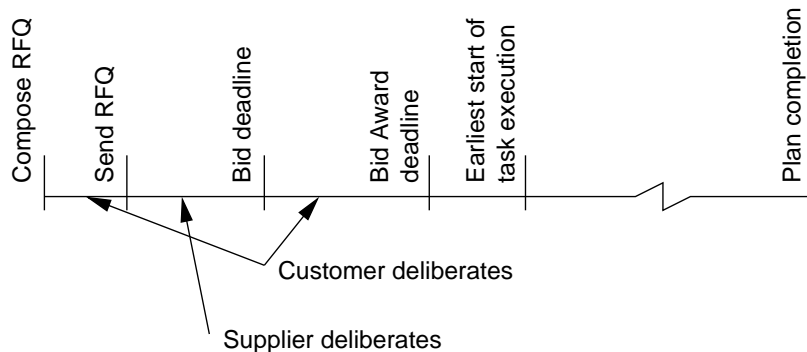 Compose RFQ
Send RFQ
Bid deadline
Bid Award
deadline
Earliest start of
task execution
Plan completion
Customer deliberates
Supplier deliberates